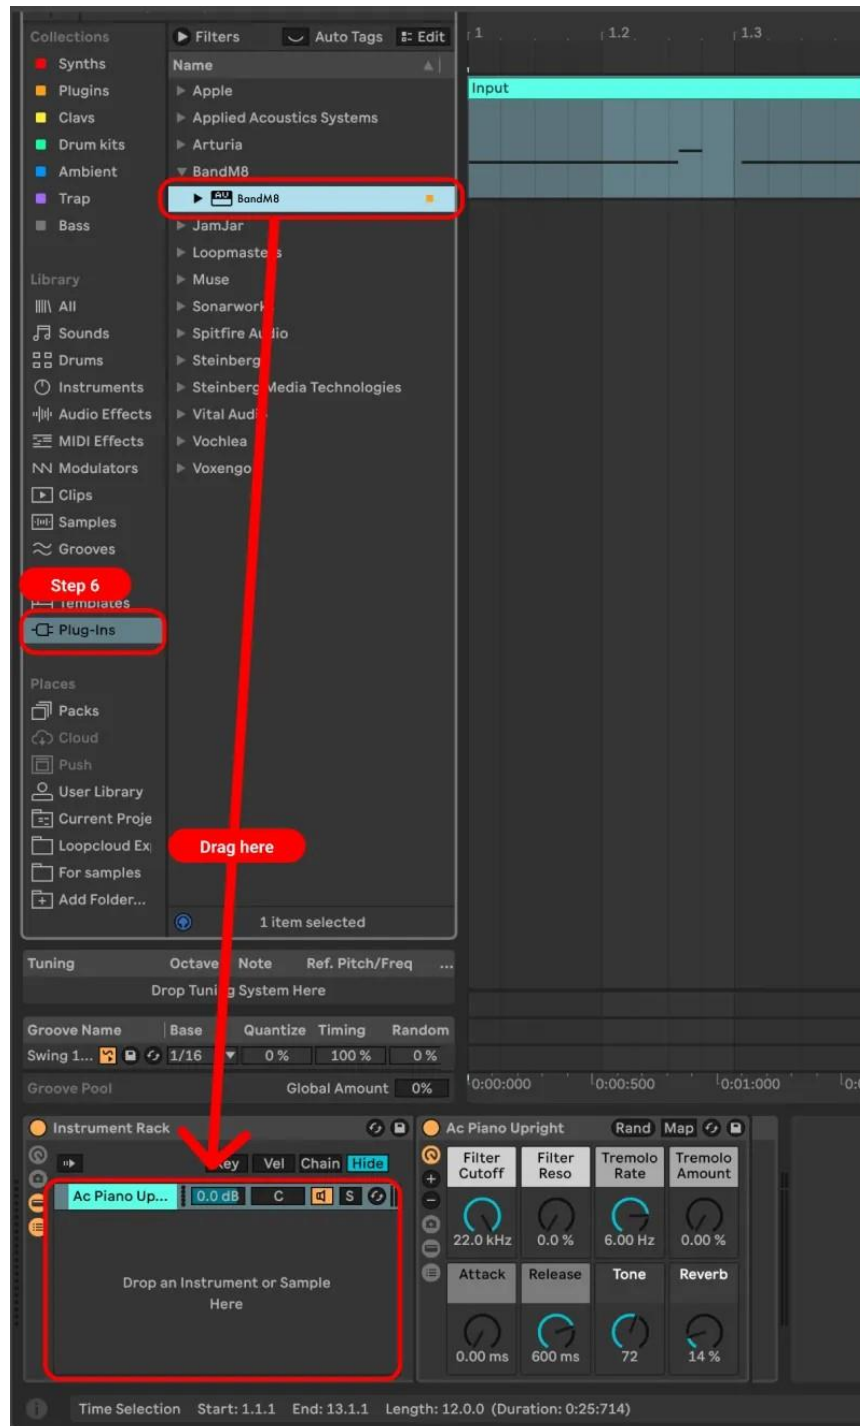 Collections
Synths
Plugins
Clavs
Drum kits
Ambient
Trap
Bass
Library
All
Sounds
Drums
Instruments
Audio Effects
MIDI Effects
Modulators
Clips
Samples
Grooves
Step 6
Templates
Plug-Ins
Places
Packs
Cloud
Push
User Library
Current Proje
Loopcloud Ex
For samples
Add Folder...
Filters Auto Tags Edit
Name
Apple
Applied Acoustics Systems
Arturia
BandM8
BandM8
JamJar
Loopmasters
Muse
Sonarworks
Spitfire Audio
Steinberg
Steinberg Media Technologies
Vital Audio
Vochlea
Voxengo
Drag here
1 item selected
1 1.2 1.3
Input
Tuning Octave Note Ref. Pitch/Freq ...
Drop Tuning System Here
Groove Name Base Quantize Timing Random
Swing 1... 1/16 0 % 100 % 0 %
Groove Pool Global Amount 0%
0:00:000 0:00:500 0:01:000 0:
Instrument Rack
Key Vel Chain Hide
Ac Piano Up... 0.0 dB C S
Drop an Instrument or Sample
Here
Ac Piano Upright Rand Map
Filter Filter Tremolo Tremolo
Cutoff Reso Rate Amount
22.0 kHz 0.0 % 6.00 Hz 0.00 %
Attack Release Tone Reverb
0.00 ms 600 ms 72 14 %
Time Selection Start: 1.1.1 End: 13.1.1 Length: 12.0.0 (Duration: 0:25:714)